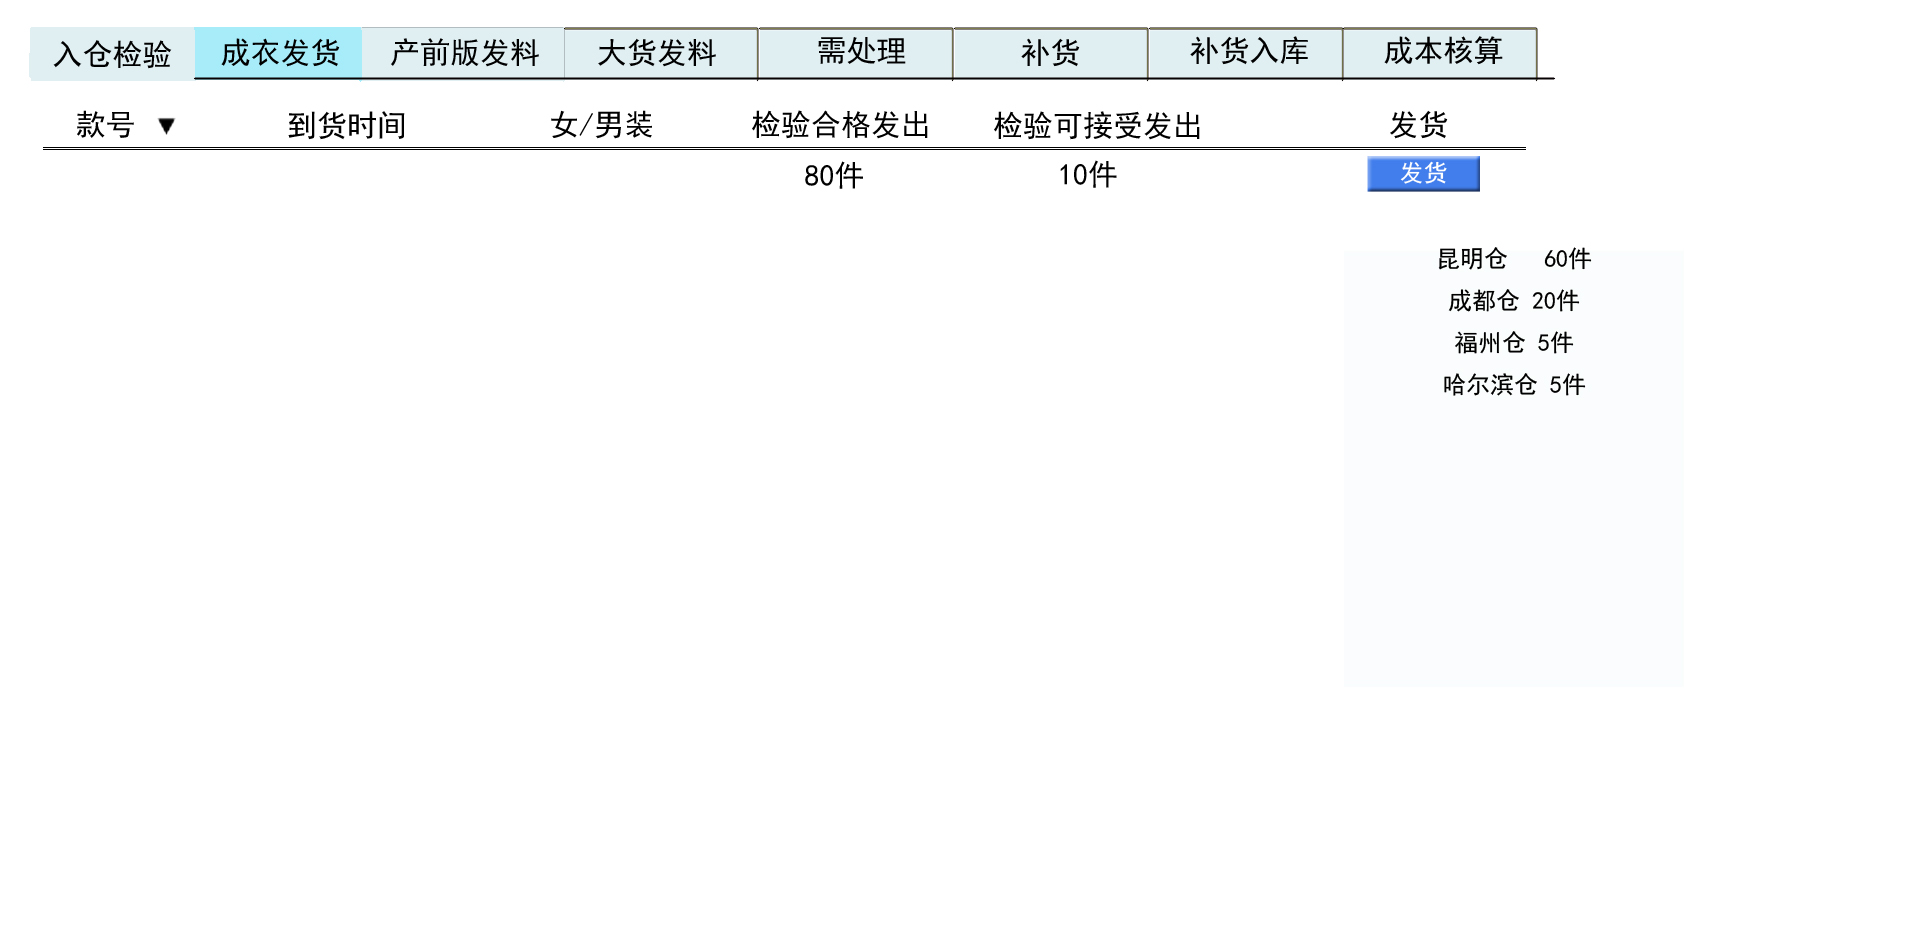 入仓检验 成衣发货 产前版发料 大货发料 需处理 补货 补货入库 成本核算
款号 ▼ 到货时间 女/男装 检验合格发出 检验可接受发出 发货
80件 10件 发货
昆明仓 60件
成都仓 20件
福州仓 5件
哈尔滨仓 5件